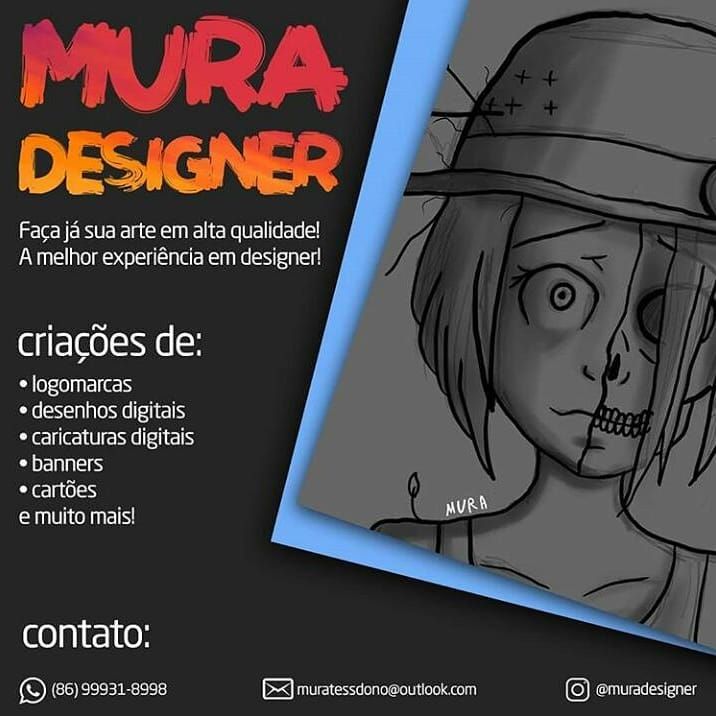 MURA
DESIGNER
Faça já sua arte em alta qualidade!
A melhor experiência em designer!
criações de:
• logomarcas
• desenhos digitais
• caricaturas digitais
• banners
• cartões
e muito mais!
MURA
contato:
(86) 99931-8998
muratessdono@outlook.com
@muradesigner